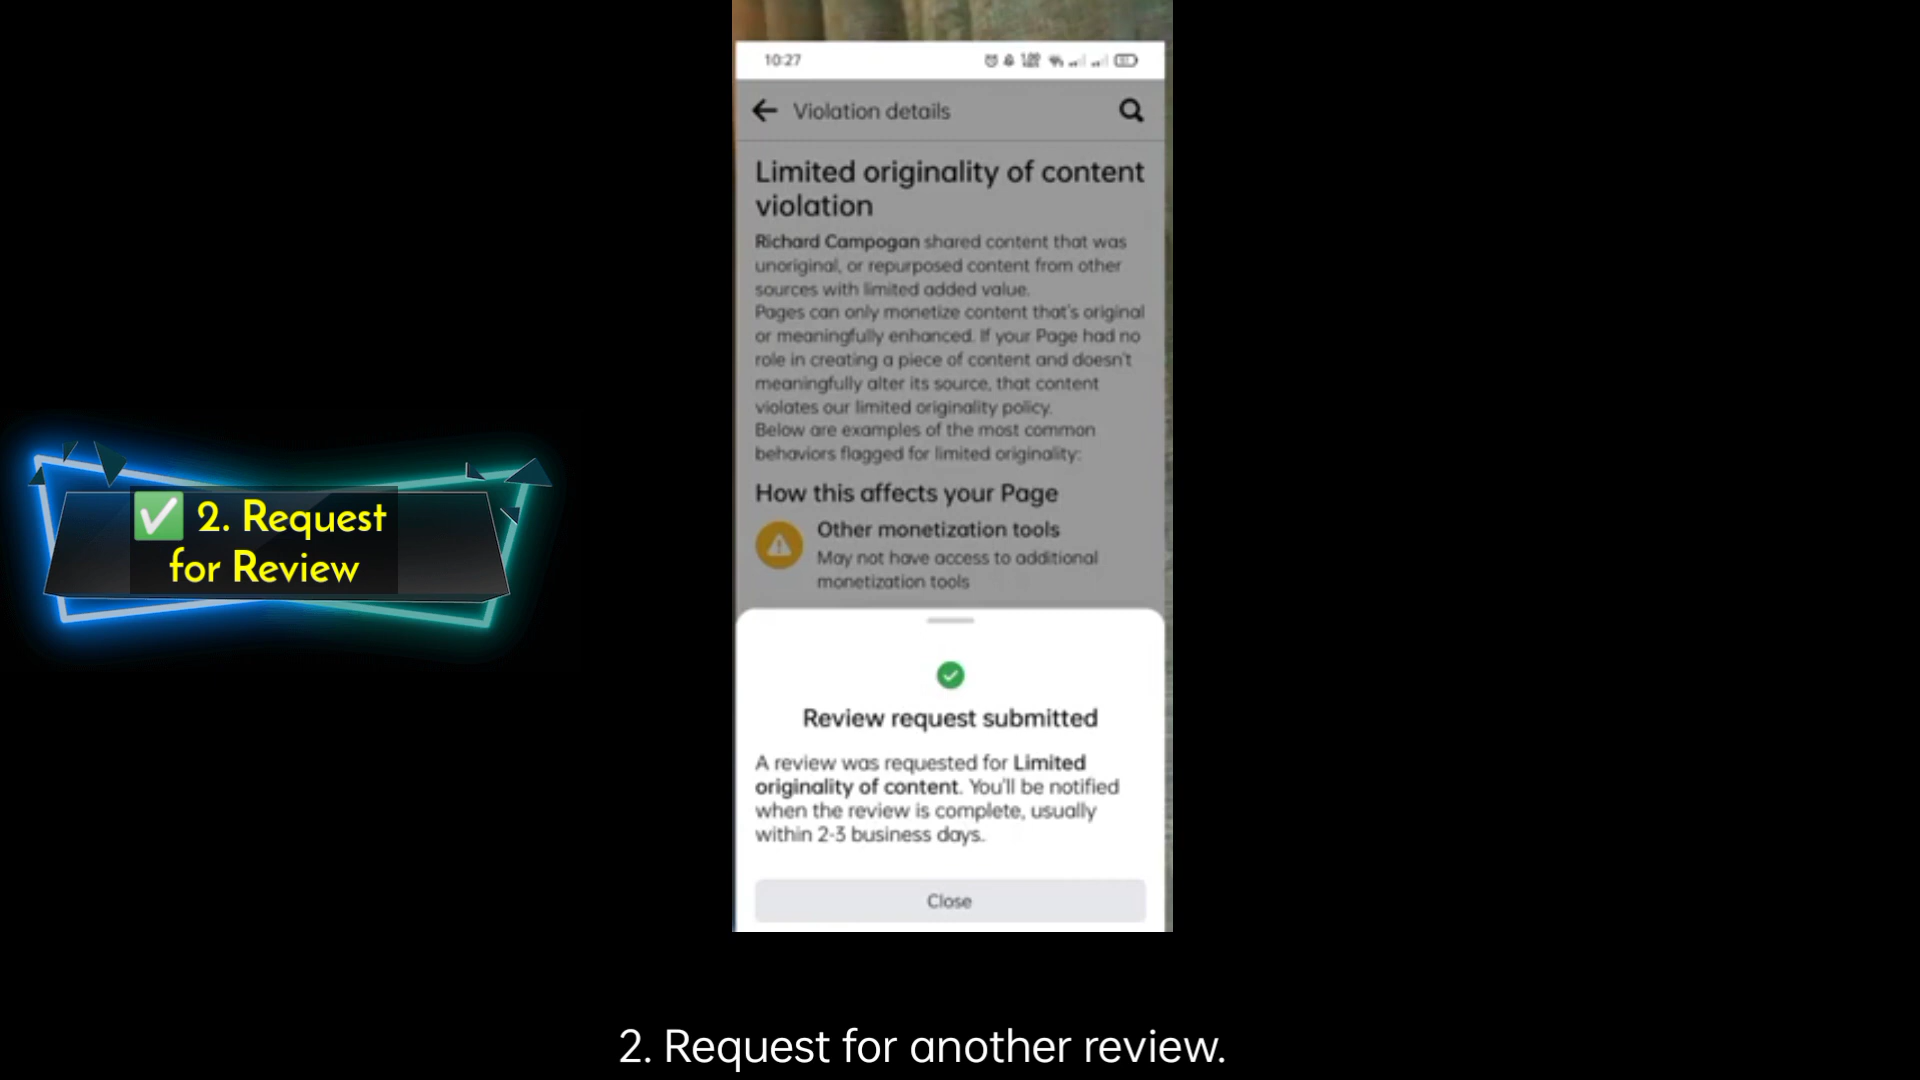 10:27
Violation details
Limited originality of content
violation
Richard Campogan shared content that was
unoriginal, or repurposed content from other
sources with limited added value.
Pages can only monetize content that's original
or meaningfully enhanced. If your Page had no
role in creating a piece of content and doesn't
meaningfully alter its source, that content
violates our limited originality policy.
Below are examples of the most common
behaviors flagged for limited originality:
How this affects your Page
Other monetization tools
May not have access to additional
monetization tools
✅ 2. Request
for Review
Review request submitted
A review was requested for Limited
originality of content. You'll be notified
when the review is complete, usually
within 2-3 business days.
Close
2. Request for another review.